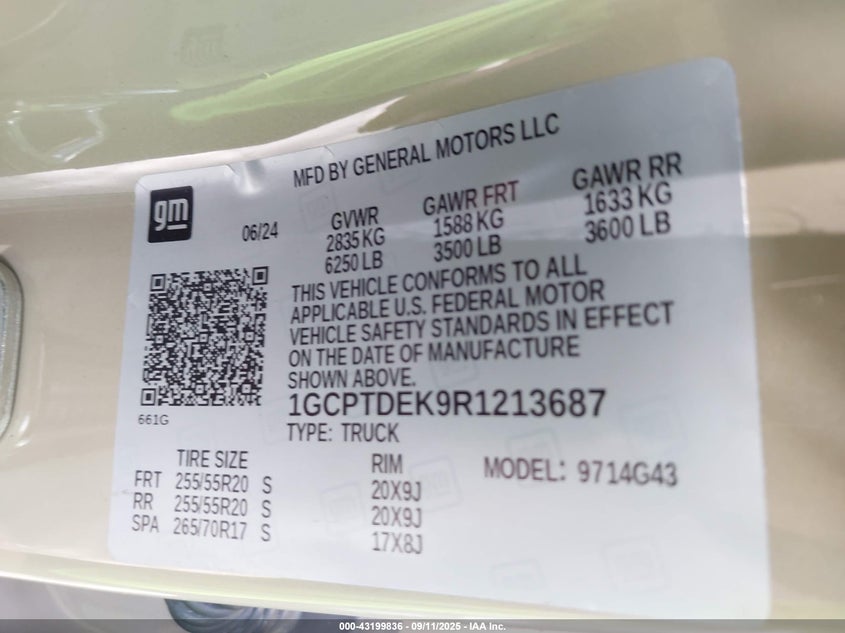 MFD BY GENERAL MOTORS LLC
gm
06/24
GVWR
2835 KG
6250 LB
GAWR FRT
1588 KG
3500 LB
GAWR RR
1633 KG
3600 LB
THIS VEHICLE CONFORMS TO ALL
APPLICABLE U.S. FEDERAL MOTOR
VEHICLE SAFETY STANDARDS IN EFFECT
ON THE DATE OF MANUFACTURE
SHOWN ABOVE.
661G
1GCPTDEK9R1213687
TYPE: TRUCK
TIRE SIZE RIM MODEL: 9714G43
FRT 255/55R20 S 20X9J
RR 255/55R20 S 20X9J
SPA 265/70R17 S 17X8J
000-43199836 - 09/11/2025 - IAA Inc.